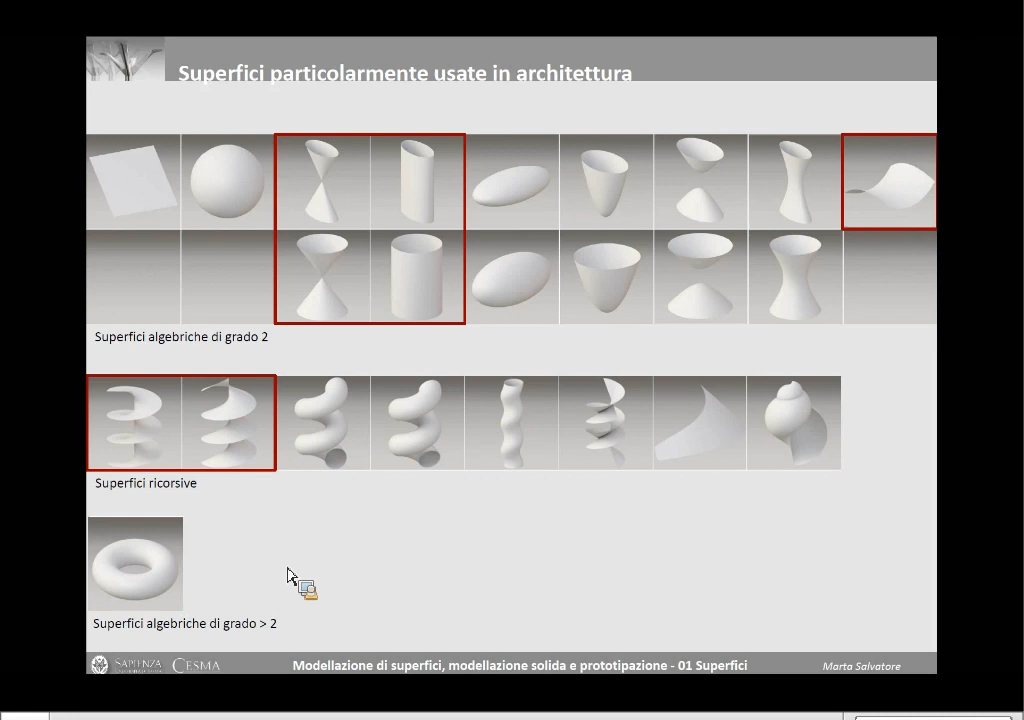 Superfici particolarmente usate in architettura
Superfici algebriche di grado 2
Superfici ricorsive
Superfici algebriche di grado > 2
SAPIENZA
CESMA
Modellazione di superfici, modellazione solida e prototipazione - 01 Superfici
Marta Salvatore